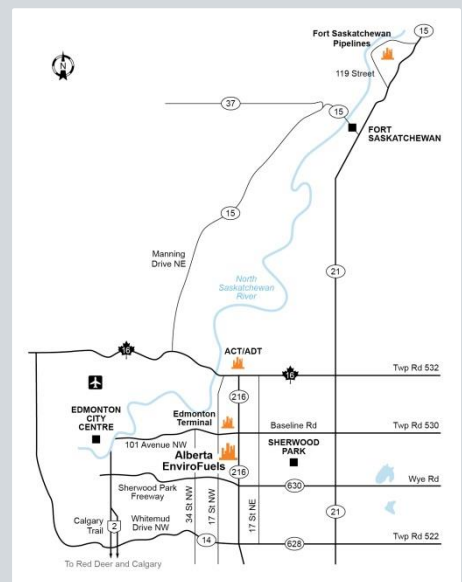 Fort Saskatchewan
Pipelines
15
119 Street
N
37
15
FORT
SASKATCHEWAN
15
Manning
Drive NE
North
Saskatchewan
River
21
16
ACT/ADT
16
Twp Rd 532
216
EDMONTON
CITY
CENTRE
Edmonton
Terminal
Baseline Rd
Twp Rd 530
101 Avenue NW
Alberta
EnviroFuels
SHERWOOD
PARK
216
Sherwood Park
Freeway
630
Wye Rd
34 St NW
17 St NW
17 St NE
Calgary
Trail
2
Whitemud
Drive NW
21
14
628
Twp Rd 522
To Red Deer and Calgary